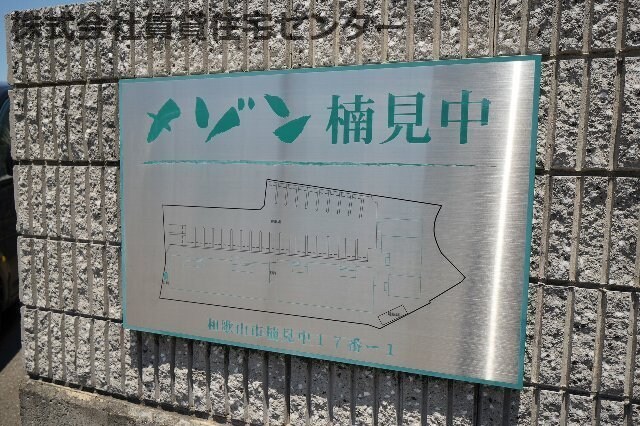 株式会社賃貸住宅センター
メゾン楠見中
和歌山市楠見中17番-1